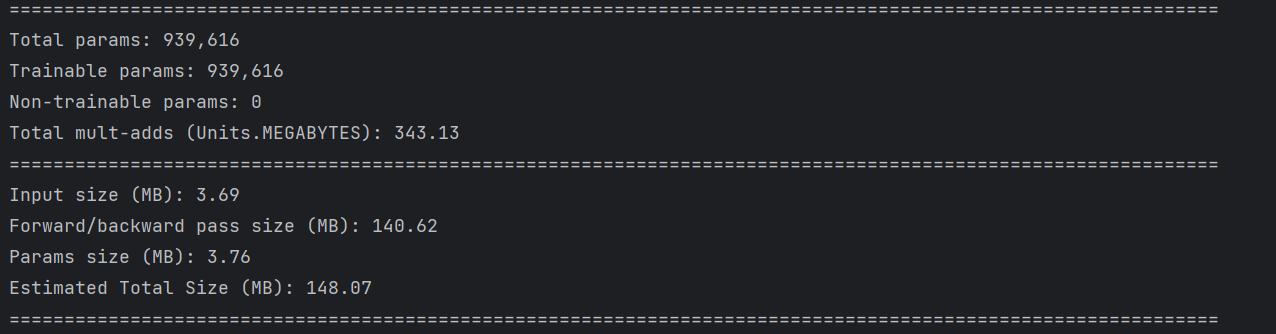 ==============================================================================================================
Total params: 939,616
Trainable params: 939,616
Non-trainable params: 0
Total mult-adds (Units.MEGABYTES): 343.13
==============================================================================================================
Input size (MB): 3.69
Forward/backward pass size (MB): 140.62
Params size (MB): 3.76
Estimated Total Size (MB): 148.07
==============================================================================================================